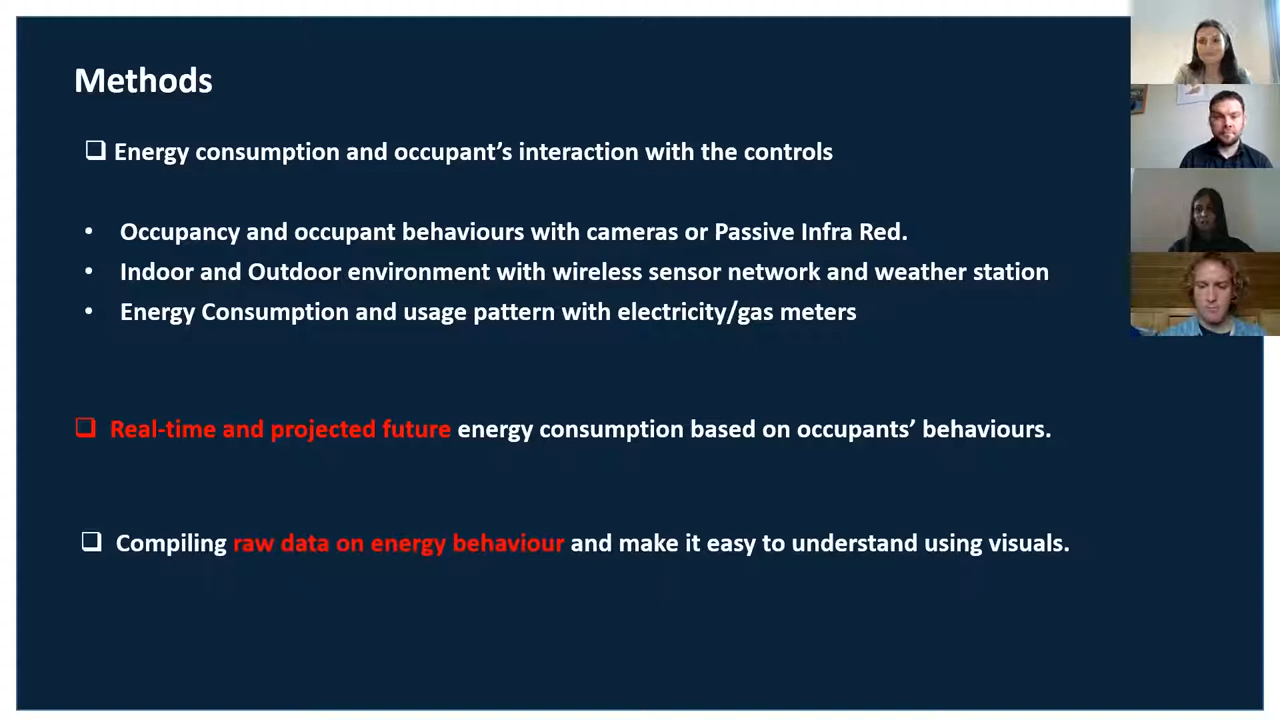 Methods
❑ Energy consumption and occupant’s interaction with the controls
• Occupancy and occupant behaviours with cameras or Passive Infra Red.
• Indoor and Outdoor environment with wireless sensor network and weather station
• Energy Consumption and usage pattern with electricity/gas meters
❑ Real-time and projected future energy consumption based on occupants’ behaviours.
❑ Compiling raw data on energy behaviour and make it easy to understand using visuals.